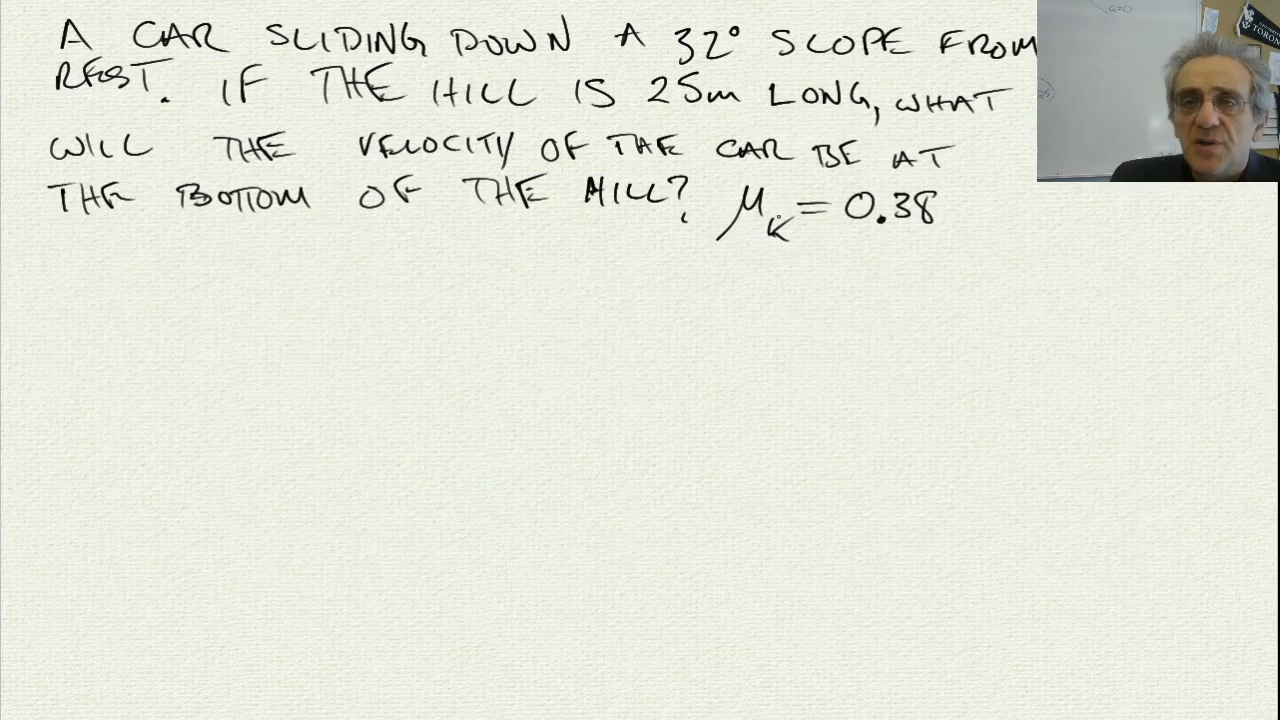 A CAR SLIDING DOWN A 32° SLOPE FROM
REST. IF THE HILL IS 25m LONG, WHAT
WILL THE VELOCITY OF THE CAR BE AT
THE BOTTOM OF THE HILL? μk = 0.38
TORON